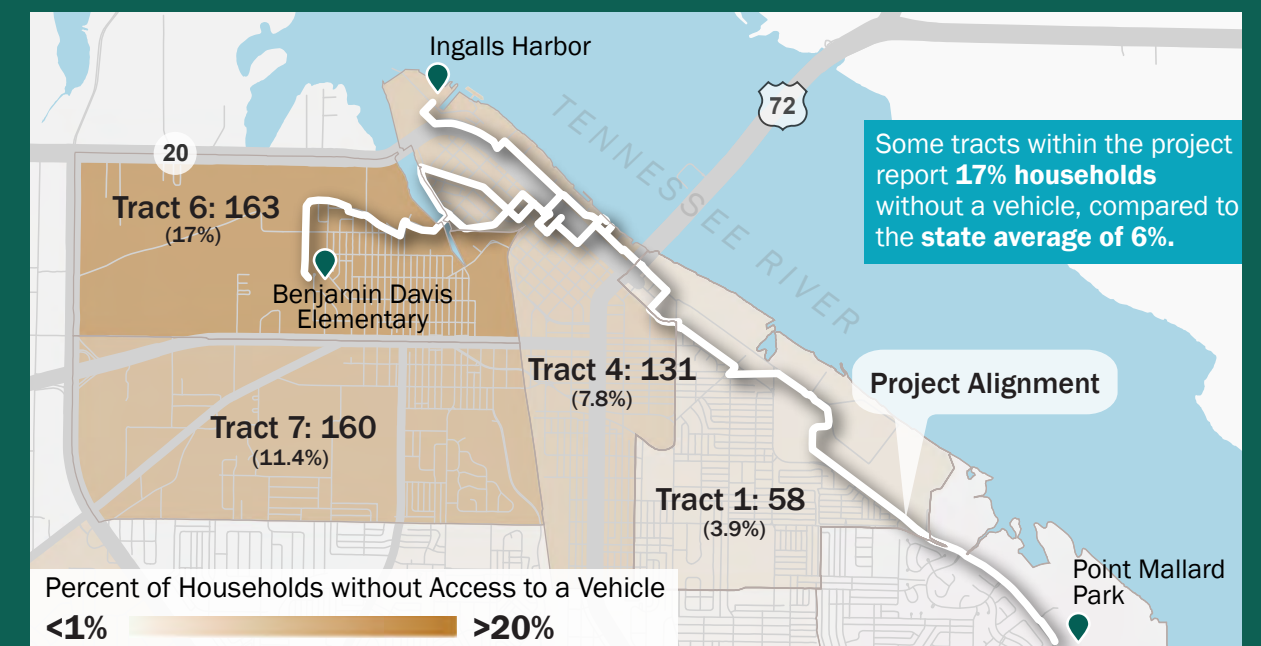 Ingalls Harbor
TENNESSEE RIVER
72
Some tracts within the project
report 17% households
without a vehicle, compared to
the state average of 6%.
20
Tract 6: 163
(17%)
Benjamin Davis
Elementary
Tract 4: 131
(7.8%)
Project Alignment
Tract 7: 160
(11.4%)
Tract 1: 58
(3.9%)
Point Mallard
Park
Percent of Households without Access to a Vehicle
<1%
>20%